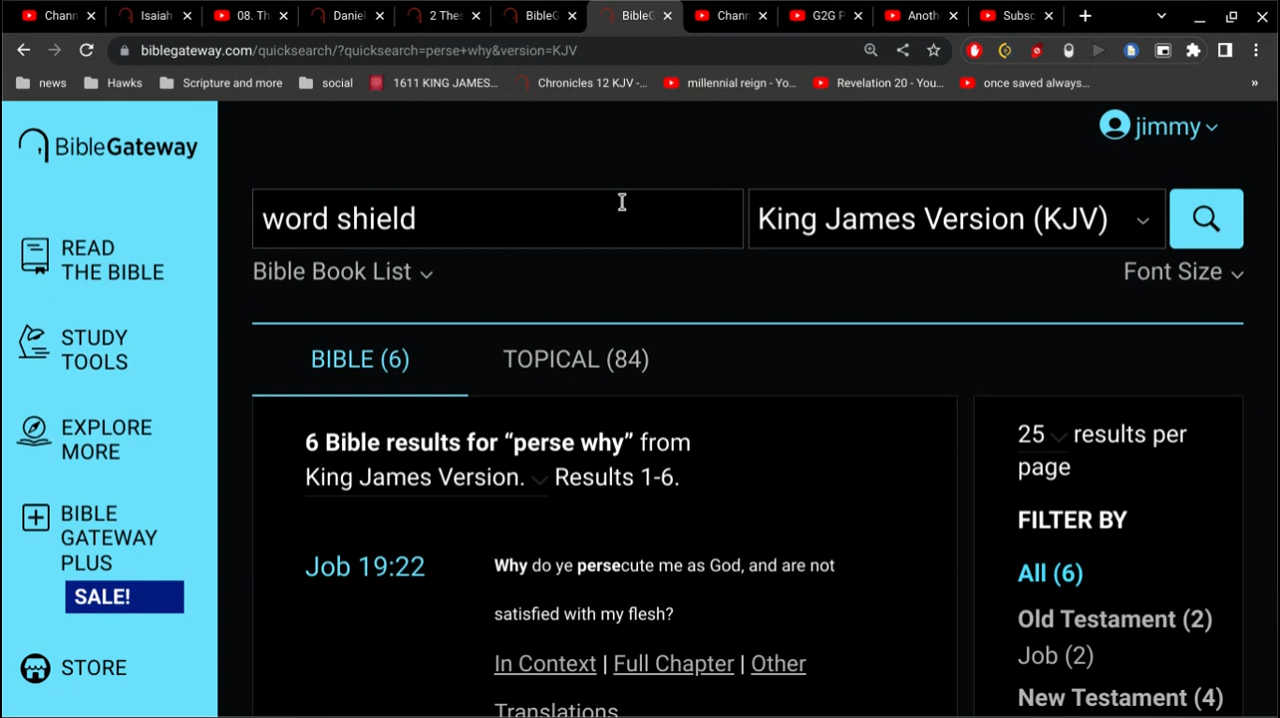 Chann
Isaiah
08. Th
Daniel
2 Thes
BibleG
BibleG
Chann
G2G P
Anoth
Subsc
biblegateway.com/quicksearch/?quicksearch=perse+why&version=KJV
news
Hawks
Scripture and more
social
1611 KING JAMES...
Chronicles 12 KJV -...
millennial reign - Yo...
Revelation 20 - You...
once saved always...
»
BibleGateway
jimmy
word shield
King James Version (KJV)
READ
THE BIBLE
Bible Book List
Font Size
STUDY
TOOLS
BIBLE (6)
TOPICAL (84)
EXPLORE
MORE
6 Bible results for “perse why” from
King James Version. Results 1-6.
25 results per
page
BIBLE
GATEWAY
PLUS
SALE!
FILTER BY
Job 19:22
Why do ye persecute me as God, and are not
satisfied with my flesh?
All (6)
Old Testament (2)
Job (2)
STORE
In Context | Full Chapter | Other
Translations
New Testament (4)